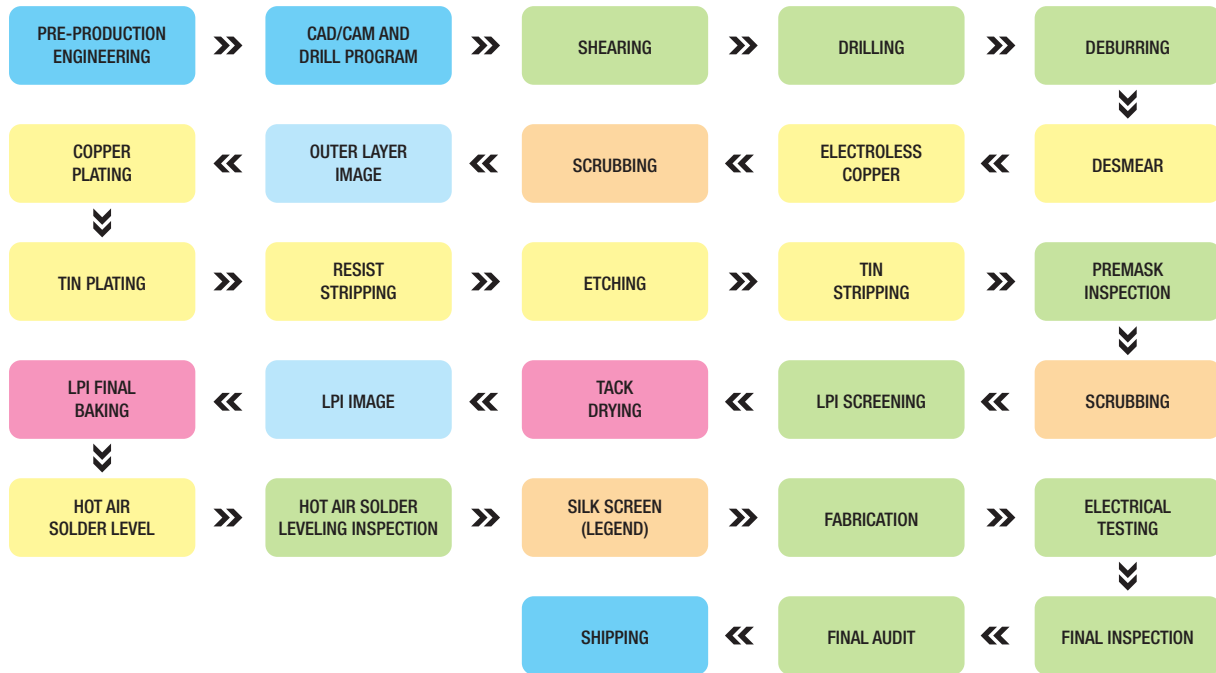 PRE-PRODUCTION
ENGINEERING
CAD/CAM AND
DRILL PROGRAM
SHEARING
DRILLING
DEBURRING
COPPER
PLATING
OUTER LAYER
IMAGE
SCRUBBING
ELECTROLESS
COPPER
DESMEAR
TIN PLATING
RESIST
STRIPPING
ETCHING
TIN
STRIPPING
PREMASK
INSPECTION
LPI FINAL
BAKING
LPI IMAGE
TACK
DRYING
LPI SCREENING
SCRUBBING
HOT AIR
SOLDER LEVEL
HOT AIR SOLDER
LEVELING INSPECTION
SILK SCREEN
(LEGEND)
FABRICATION
ELECTRICAL
TESTING
SHIPPING
FINAL AUDIT
FINAL INSPECTION